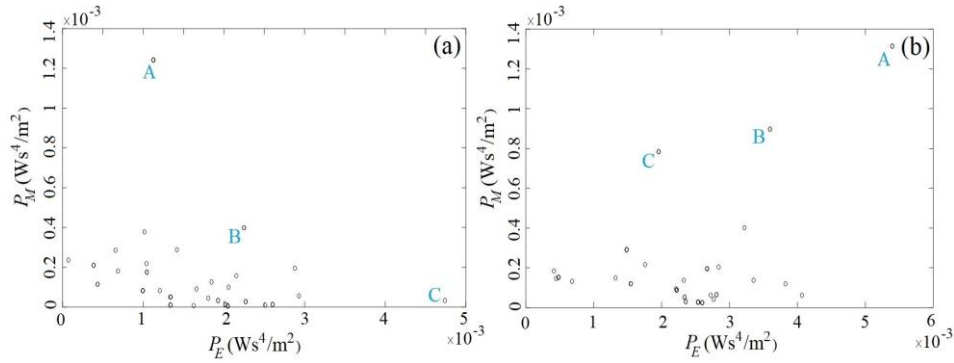 ×10⁻³
1.4
1.2
1
0.8
0.6
0.4
0.2
0
P_M (Ws⁴/m²)
(a)
A
B
C
0 1 2 3 4 5
×10⁻³
P_E (Ws⁴/m²)
×10⁻³
1.4
1.2
1
0.8
0.6
0.4
0.2
0
P_M (Ws⁴/m²)
(b)
A
B
C
0 1 2 3 4 5 6
×10⁻³
P_E (Ws⁴/m²)